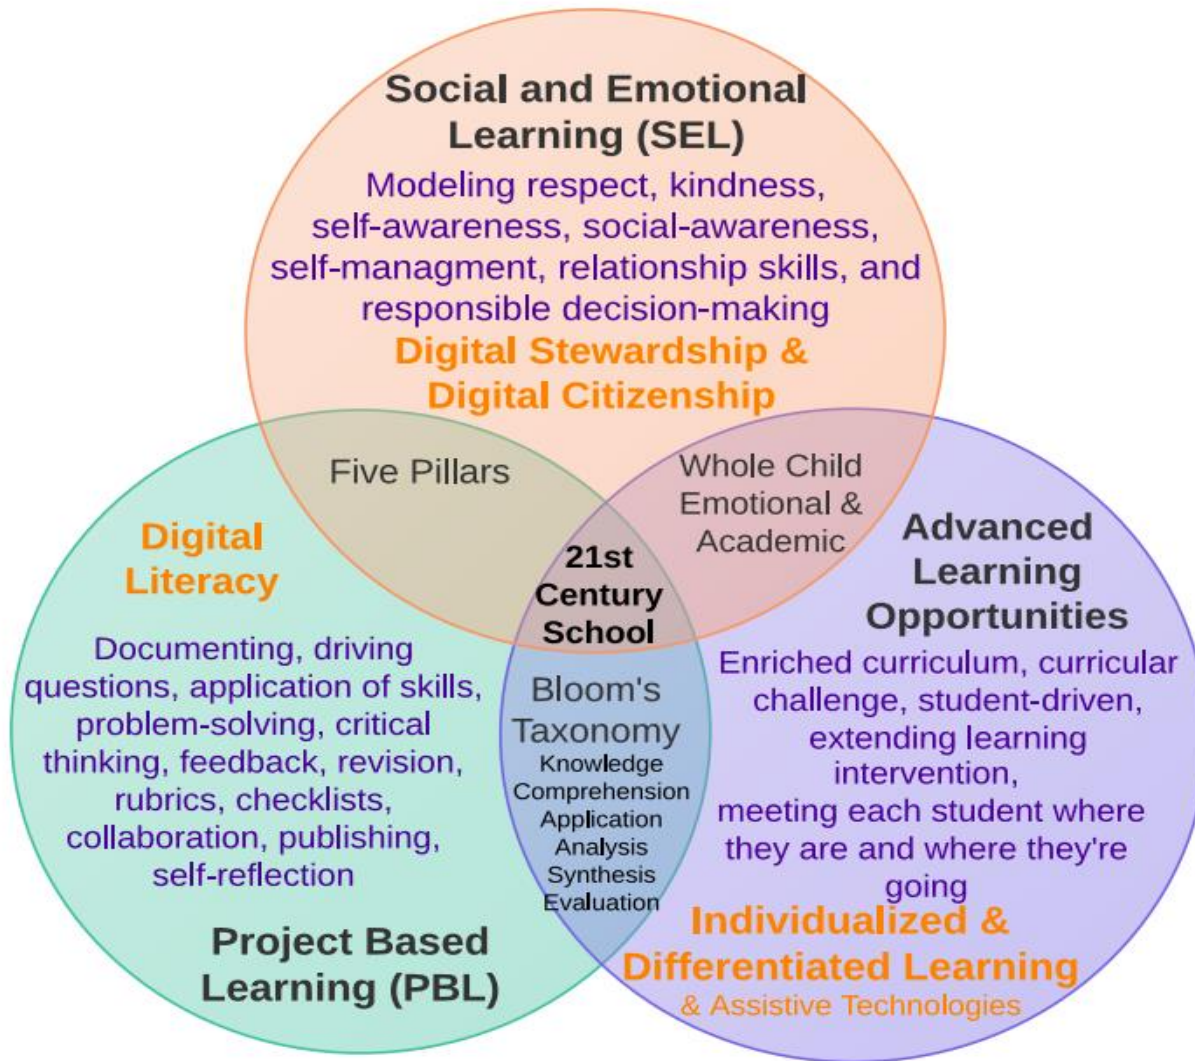 Social and Emotional
Learning (SEL)
Modeling respect, kindness,
self-awareness, social-awareness,
self-managment, relationship skills, and
responsible decision-making
Digital Stewardship &
Digital Citizenship
Five Pillars
Whole Child
Emotional &
Academic
21st
Century
School
Digital
Literacy
Documenting, driving
questions, application of skills,
problem-solving, critical
thinking, feedback, revision,
rubrics, checklists,
collaboration, publishing,
self-reflection
Project Based
Learning (PBL)
Bloom's
Taxonomy
Knowledge
Comprehension
Application
Analysis
Synthesis
Evaluation
Advanced
Learning
Opportunities
Enriched curriculum, curricular
challenge, student-driven,
extending learning
intervention,
meeting each student where
they are and where they're
going
Individualized &
Differentiated Learning
& Assistive Technologies